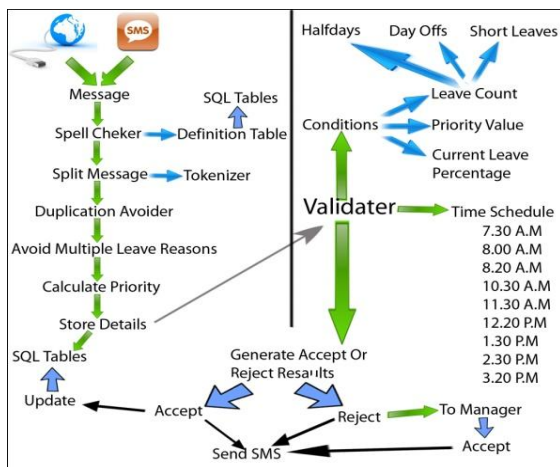 SMS
Message
Spell Cheker
SQL Tables
Definition Table
Split Message
Tokenizer
Duplication Avoider
Avoid Multiple Leave Reasons
Calculate Priority
Store Details
SQL Tables
Update
Halfdays
Day Offs
Short Leaves
Leave Count
Conditions
Priority Value
Current Leave
Percentage
Validater
Time Schedule
7.30 A.M
8.00 A.M
8.20 A.M
10.30 A.M
11.30 A.M
12.20 P.M
1.30 P.M
2.30 P.M
3.20 P.M
Generate Accept Or
Reject Resaults
Accept
Reject
To Manager
Accept
Send SMS